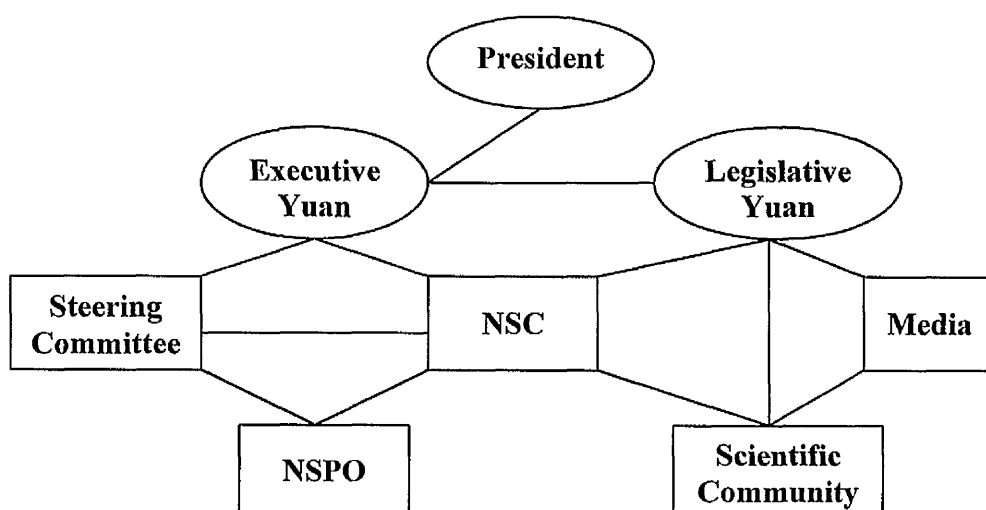 President
Executive
Yuan
Legislative
Yuan
Steering
Committee
NSC
Media
NSPO
Scientific
Community